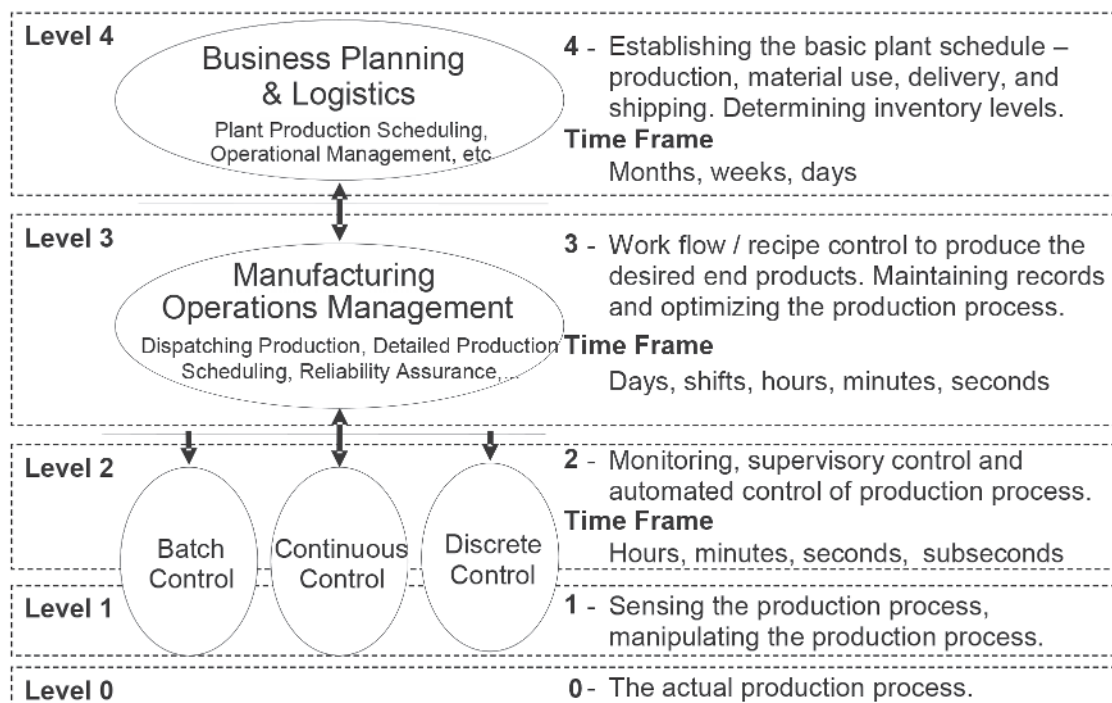 Level 4
Business Planning
& Logistics
Plant Production Scheduling,
Operational Management, etc
4 - Establishing the basic plant schedule –
production, material use, delivery, and
shipping. Determining inventory levels.
Time Frame
Months, weeks, days
Level 3
Manufacturing
Operations Management
Dispatching Production, Detailed Production
Scheduling, Reliability Assurance,...
3 - Work flow / recipe control to produce the
desired end products. Maintaining records
and optimizing the production process.
Time Frame
Days, shifts, hours, minutes, seconds
Level 2
Batch
Control
Continuous
Control
Discrete
Control
2 - Monitoring, supervisory control and
automated control of production process.
Time Frame
Hours, minutes, seconds, subseconds
Level 1
1 - Sensing the production process,
manipulating the production process.
Level 0
0 - The actual production process.